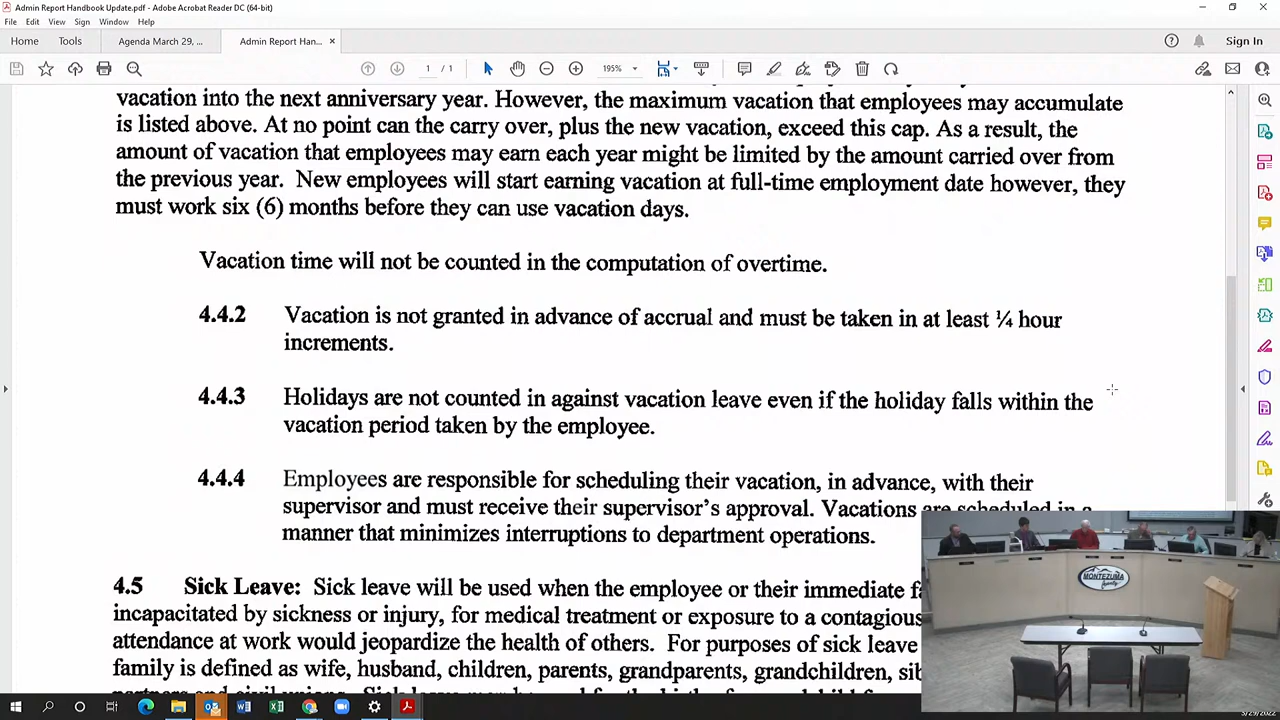 Admin Report Handbook Update.pdf - Adobe Acrobat Reader DC (64-bit)
File Edit View Sign Window Help
Home Tools Agenda March 29, ... Admin Report Han... × Sign In
1 / 1 195%
vacation into the next anniversary year. However, the maximum vacation that employees may accumulate
is listed above. At no point can the carry over, plus the new vacation, exceed this cap. As a result, the
amount of vacation that employees may earn each year might be limited by the amount carried over from
the previous year. New employees will start earning vacation at full-time employment date however, they
must work six (6) months before they can use vacation days.
Vacation time will not be counted in the computation of overtime.
4.4.2 Vacation is not granted in advance of accrual and must be taken in at least ¼ hour
increments.
4.4.3 Holidays are not counted in against vacation leave even if the holiday falls within the
vacation period taken by the employee.
4.4.4 Employees are responsible for scheduling their vacation, in advance, with their
supervisor and must receive their supervisor's approval. Vacations are scheduled in a
manner that minimizes interruptions to department operations.
4.5 Sick Leave: Sick leave will be used when the employee or their immediate
incapacitated by sickness or injury, for medical treatment or exposure to a contagious
attendance at work would jeopardize the health of others. For purposes of sick leave
family is defined as wife, husband, children, parents, grandparents, grandchildren,
MONTEZUMA
3/29/2022